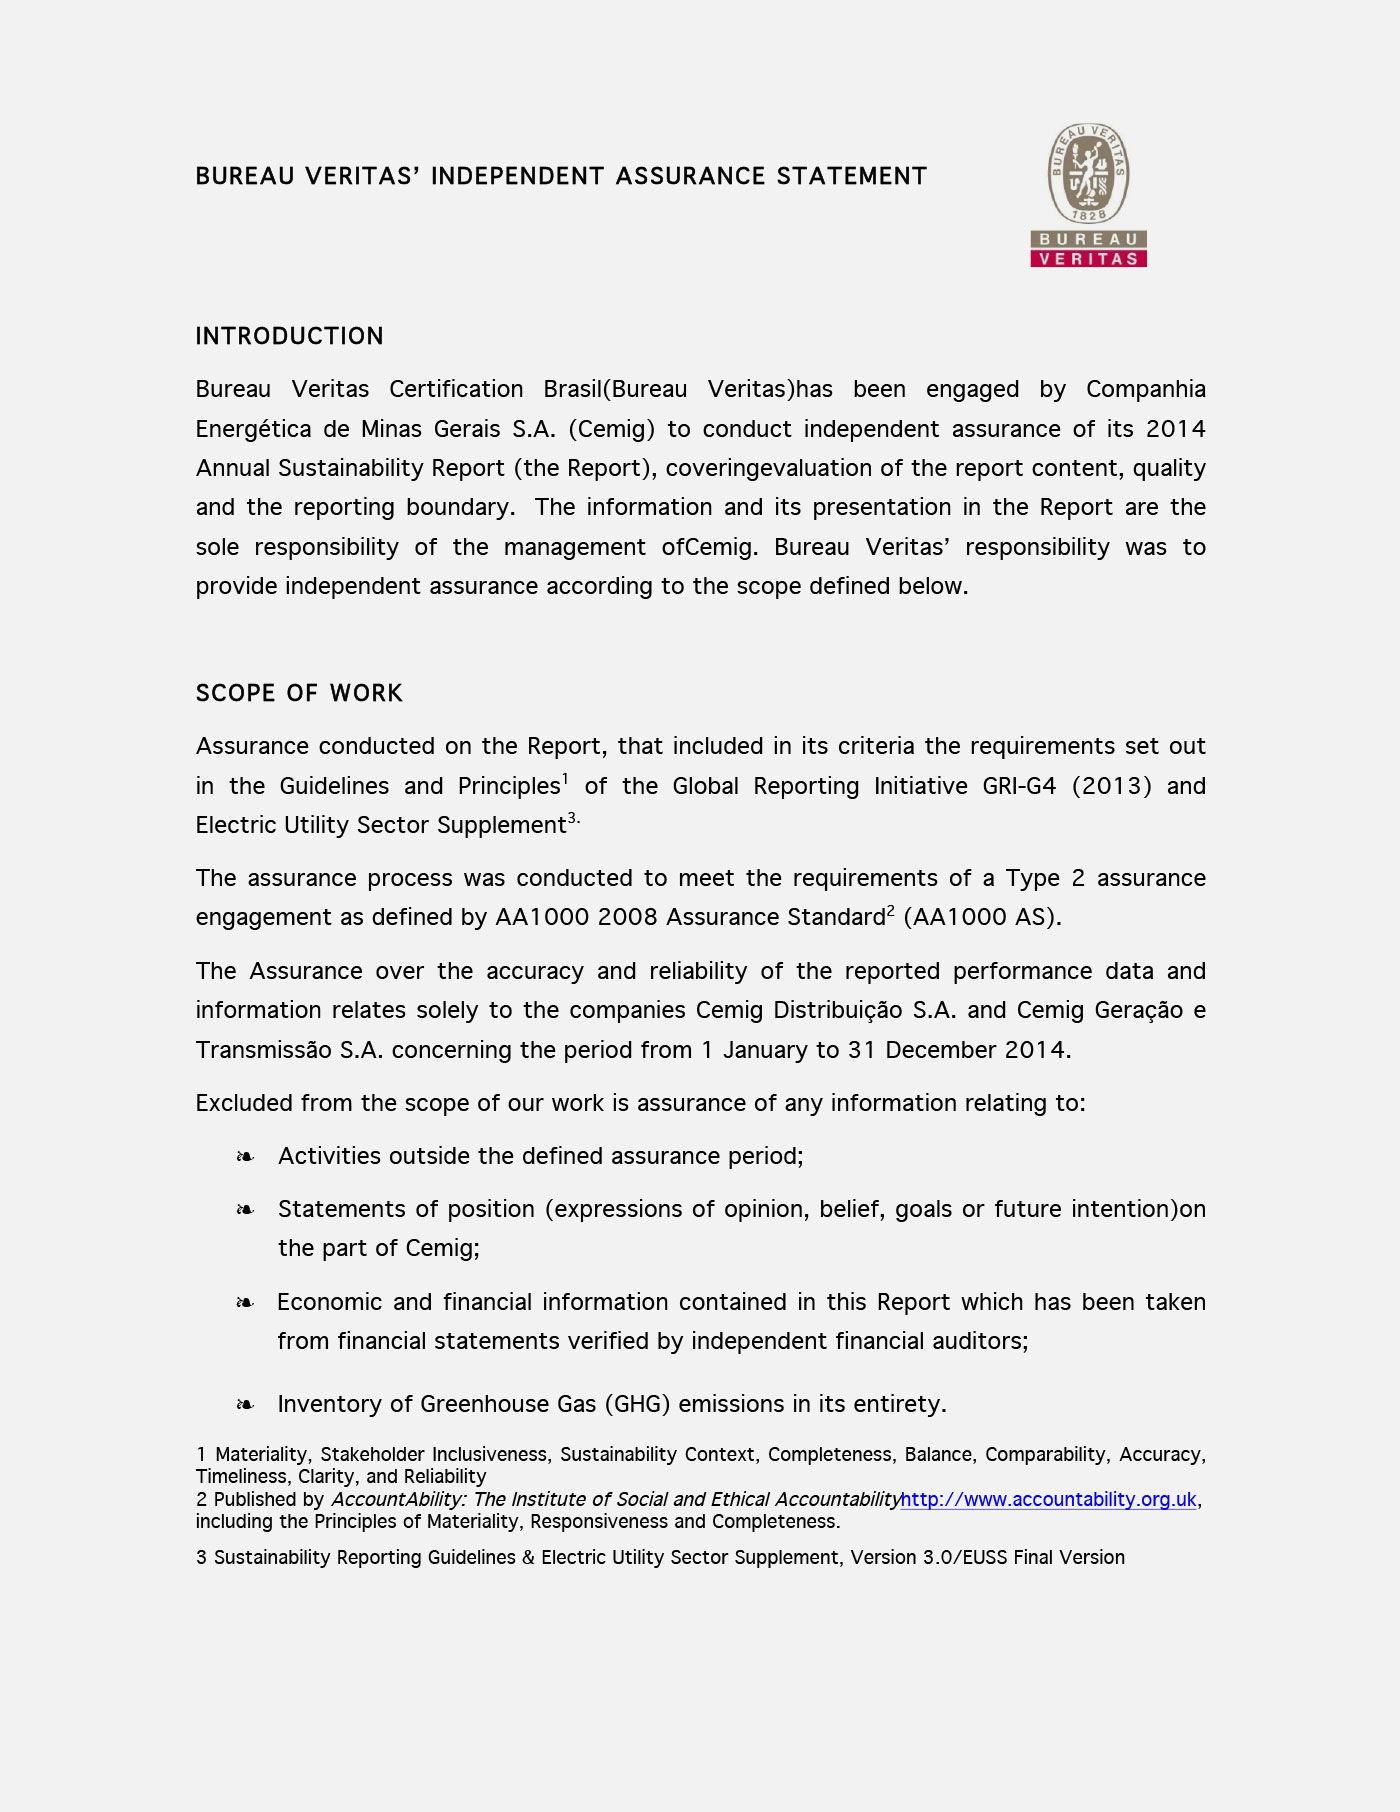 BUREAU VERITAS’ INDEPENDENT ASSURANCE STATEMENT
BUREAU VERITAS
1828
BUREAU
VERITAS
INTRODUCTION
Bureau Veritas Certification Brasil(Bureau Veritas)has been engaged by Companhia
Energética de Minas Gerais S.A. (Cemig) to conduct independent assurance of its 2014
Annual Sustainability Report (the Report), coveringevaluation of the report content, quality
and the reporting boundary.  The information and its presentation in the Report are the
sole responsibility of the management ofCemig. Bureau Veritas’ responsibility was to
provide independent assurance according to the scope defined below.
SCOPE OF WORK
Assurance conducted on the Report, that included in its criteria the requirements set out
in the Guidelines and Principles¹ of the Global Reporting Initiative GRI-G4 (2013) and
Electric Utility Sector Supplement³·
The assurance process was conducted to meet the requirements of a Type 2 assurance
engagement as defined by AA1000 2008 Assurance Standard² (AA1000 AS).
The Assurance over the accuracy and reliability of the reported performance data and
information relates solely to the companies Cemig Distribuição S.A. and Cemig Geração e
Transmissão S.A. concerning the period from 1 January to 31 December 2014.
Excluded from the scope of our work is assurance of any information relating to:
❧ Activities outside the defined assurance period;
❧ Statements of position (expressions of opinion, belief, goals or future intention)on
the part of Cemig;
❧ Economic and financial information contained in this Report which has been taken
from financial statements verified by independent financial auditors;
❧ Inventory of Greenhouse Gas (GHG) emissions in its entirety.
1 Materiality, Stakeholder Inclusiveness, Sustainability Context, Completeness, Balance, Comparability, Accuracy,
Timeliness, Clarity, and Reliability
2 Published by AccountAbility: The Institute of Social and Ethical Accountabilityhttp://www.accountability.org.uk,
including the Principles of Materiality, Responsiveness and Completeness.
3 Sustainability Reporting Guidelines & Electric Utility Sector Supplement, Version 3.0/EUSS Final Version